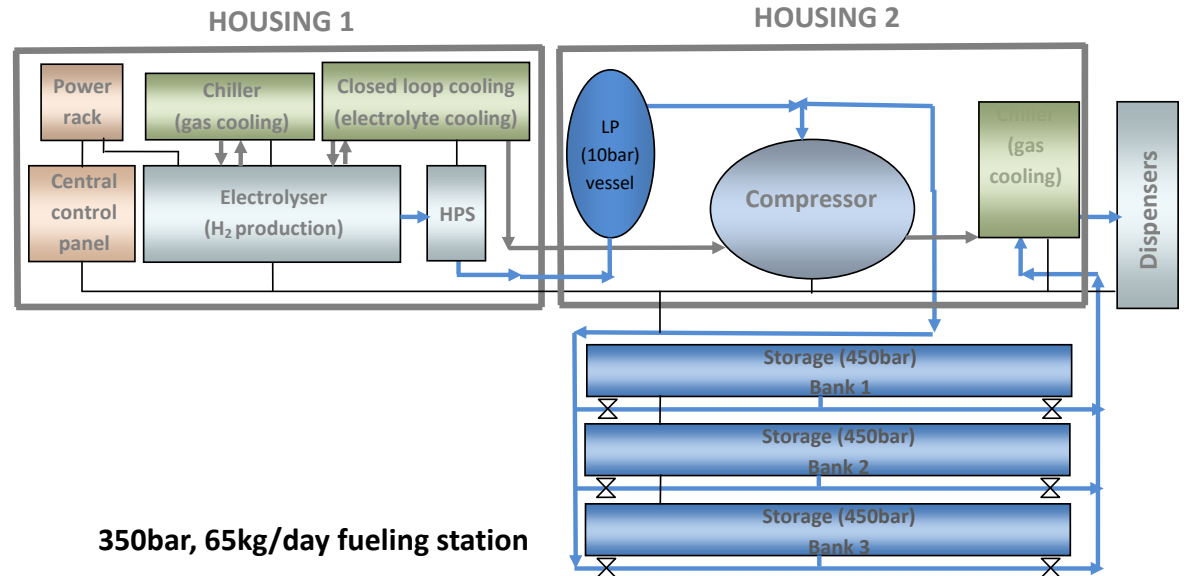 HOUSING 1
HOUSING 2
Power
rack
Chiller
(gas cooling)
Closed loop cooling
(electrolyte cooling)
Central
control
panel
Electrolyser
(H₂ production)
HPS
LP
(10bar)
vessel
Compressor
Chiller
(gas
cooling)
Dispensers
Storage (450bar)
Bank 1
Storage (450bar)
Bank 2
Storage (450bar)
Bank 3
350bar, 65kg/day fueling station